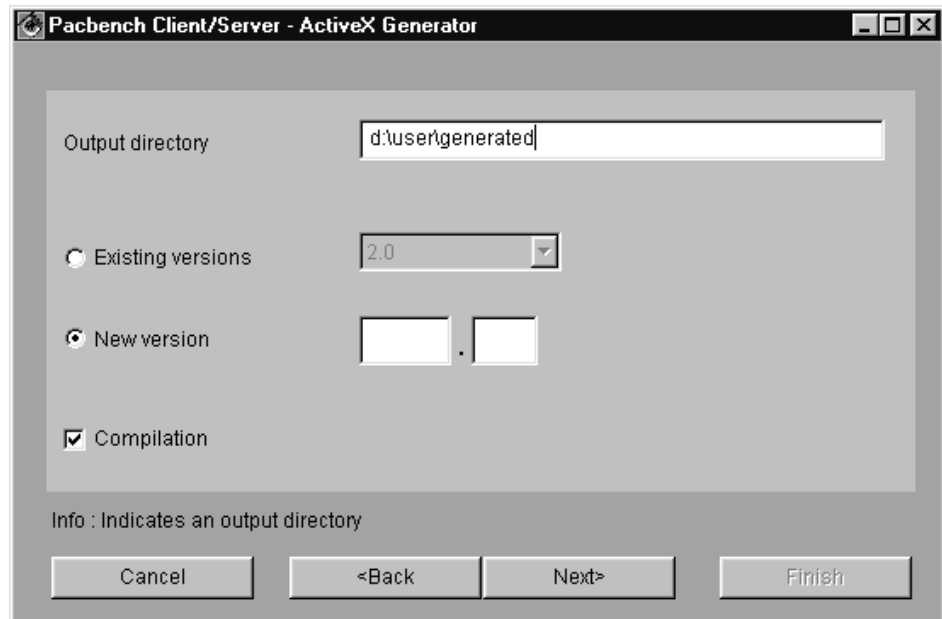 Pacbench Client/Server - ActiveX Generator
Output directory d:\user\generated
Existing versions 2.0
New version .
Compilation
Info : Indicates an output directory
Cancel <Back Next> Finish